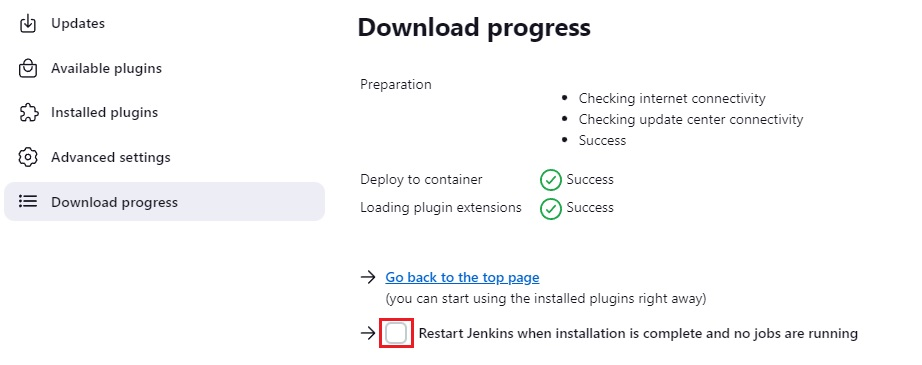 Updates
Available plugins
Installed plugins
Advanced settings
Download progress
Download progress
Preparation
Checking internet connectivity
Checking update center connectivity
Success
Deploy to container Success
Loading plugin extensions Success
Go back to the top page
(you can start using the installed plugins right away)
Restart Jenkins when installation is complete and no jobs are running